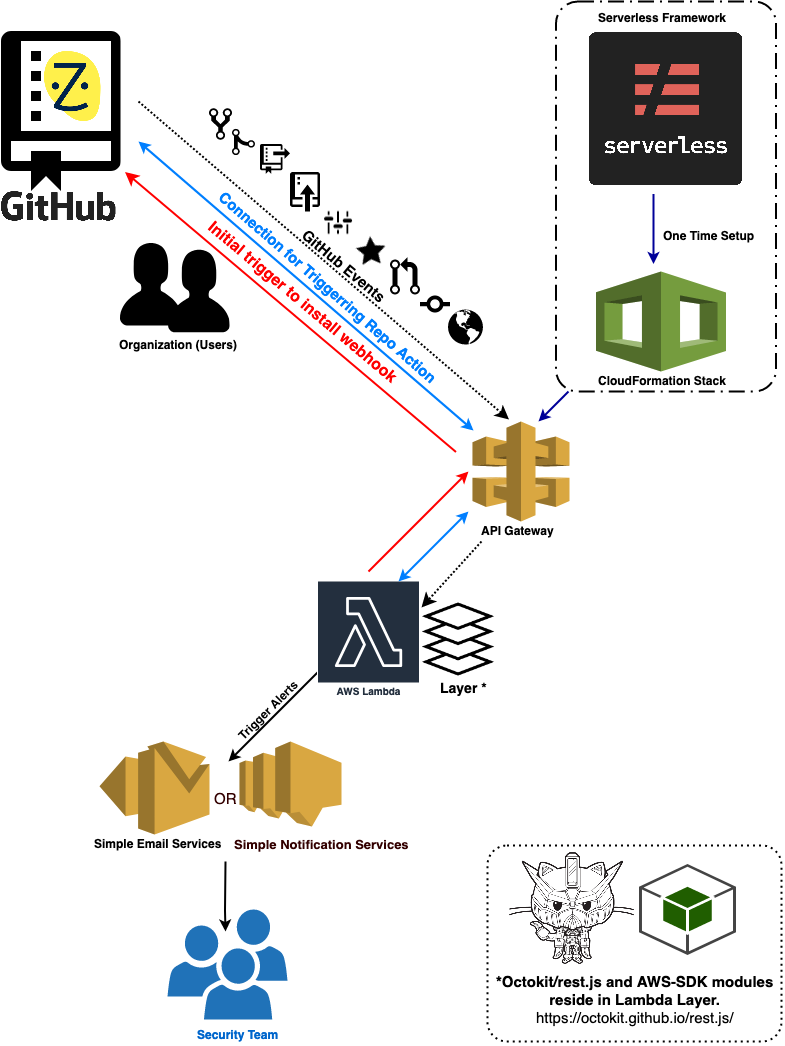 Serverless Framework
serverless
One Time Setup
CloudFormation Stack
Z
GitHub
Organization (Users)
GitHub Events
Connection for Triggerring Repo Action
Initial trigger to install webhook
API Gateway
AWS Lambda
Layer *
Trigger Alerts
OR
Simple Email Services
Simple Notification Services
Security Team
*Octokit/rest.js and AWS-SDK modules
reside in Lambda Layer.
https://octokit.github.io/rest.js/